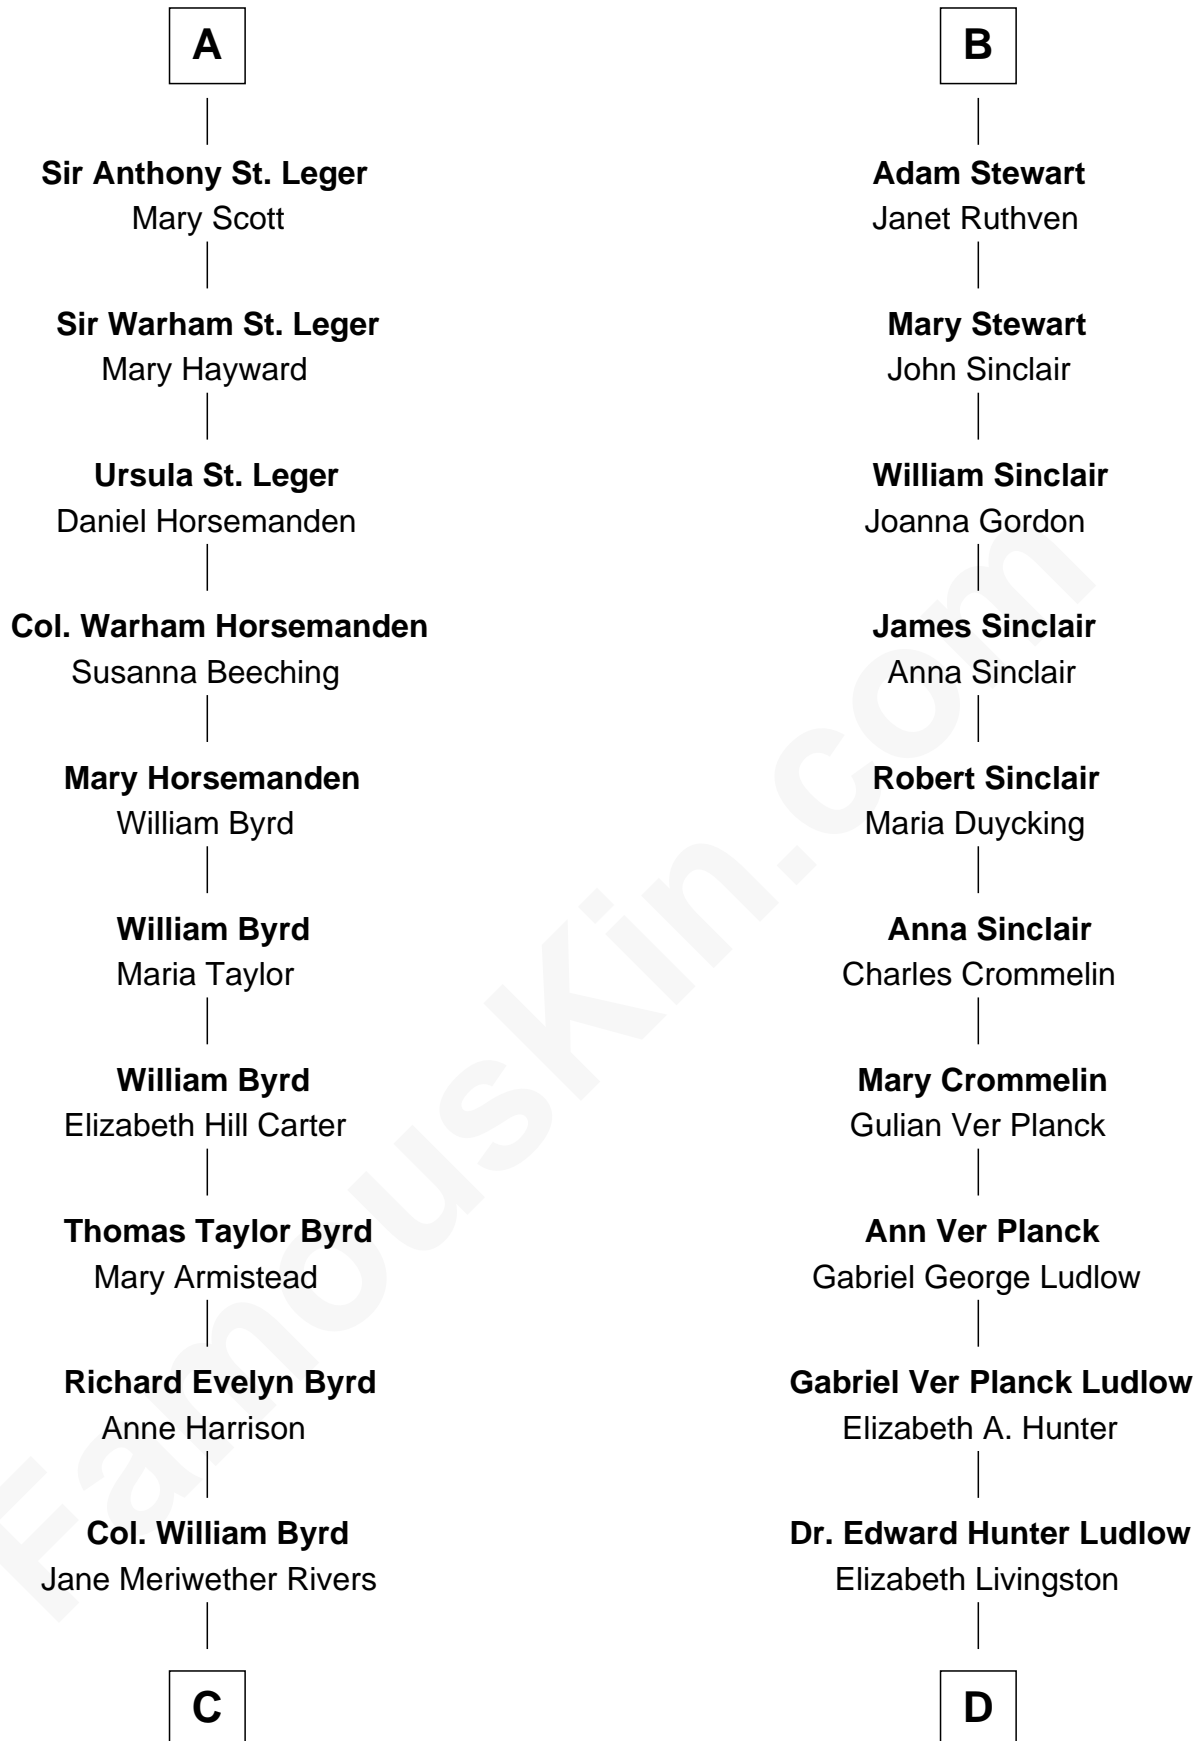 A
Sir Anthony St. Leger
Mary Scott
Sir Warham St. Leger
Mary Hayward
Ursula St. Leger
Daniel Horsemanden
Col. Warham Horsemanden
Susanna Beeching
Mary Horsemanden
William Byrd
William Byrd
Maria Taylor
William Byrd
Elizabeth Hill Carter
Thomas Taylor Byrd
Mary Armistead
Richard Evelyn Byrd
Anne Harrison
Col. William Byrd
Jane Meriwether Rivers
C
B
Adam Stewart
Janet Ruthven
Mary Stewart
John Sinclair
William Sinclair
Joanna Gordon
James Sinclair
Anna Sinclair
Robert Sinclair
Maria Duycking
Anna Sinclair
Charles Crommelin
Mary Crommelin
Gulian Ver Planck
Ann Ver Planck
Gabriel George Ludlow
Gabriel Ver Planck Ludlow
Elizabeth A. Hunter
Dr. Edward Hunter Ludlow
Elizabeth Livingston
D
FamousKin.com